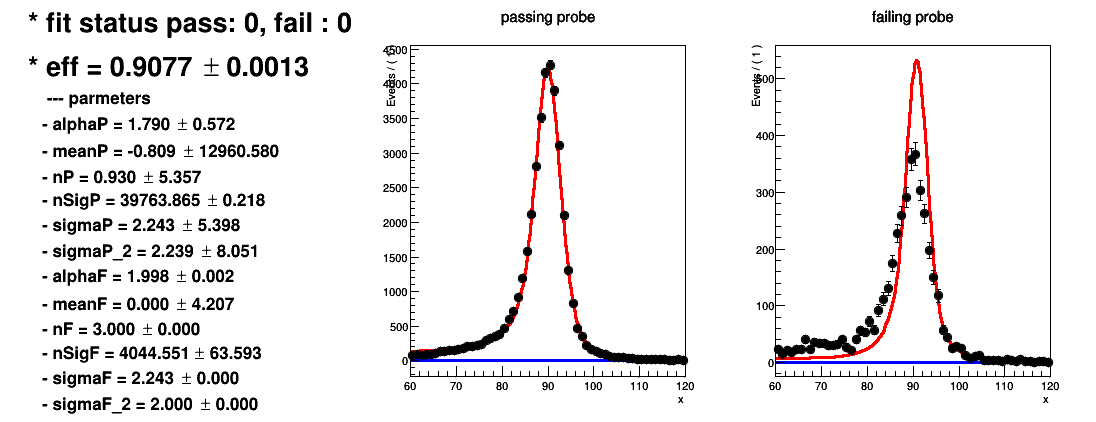 * fit status pass: 0, fail : 0
* eff = 0.9077 ± 0.0013
--- parmeters
- alphaP = 1.790 ± 0.572
- meanP = -0.809 ± 12960.580
- nP = 0.930 ± 5.357
- nSigP = 39763.865 ± 0.218
- sigmaP = 2.243 ± 5.398
- sigmaP_2 = 2.239 ± 8.051
- alphaF = 1.998 ± 0.002
- meanF = 0.000 ± 4.207
- nF = 3.000 ± 0.000
- nSigF = 4044.551 ± 63.593
- sigmaF = 2.243 ± 0.000
- sigmaF_2 = 2.000 ± 0.000
passing probe
Events / ( 1 )
4500
4000
3500
3000
2500
2000
1500
1000
500
0
60 70 80 90 100 110 120
x
failing probe
Events / ( 1 )
500
400
300
200
100
0
60 70 80 90 100 110 120
x